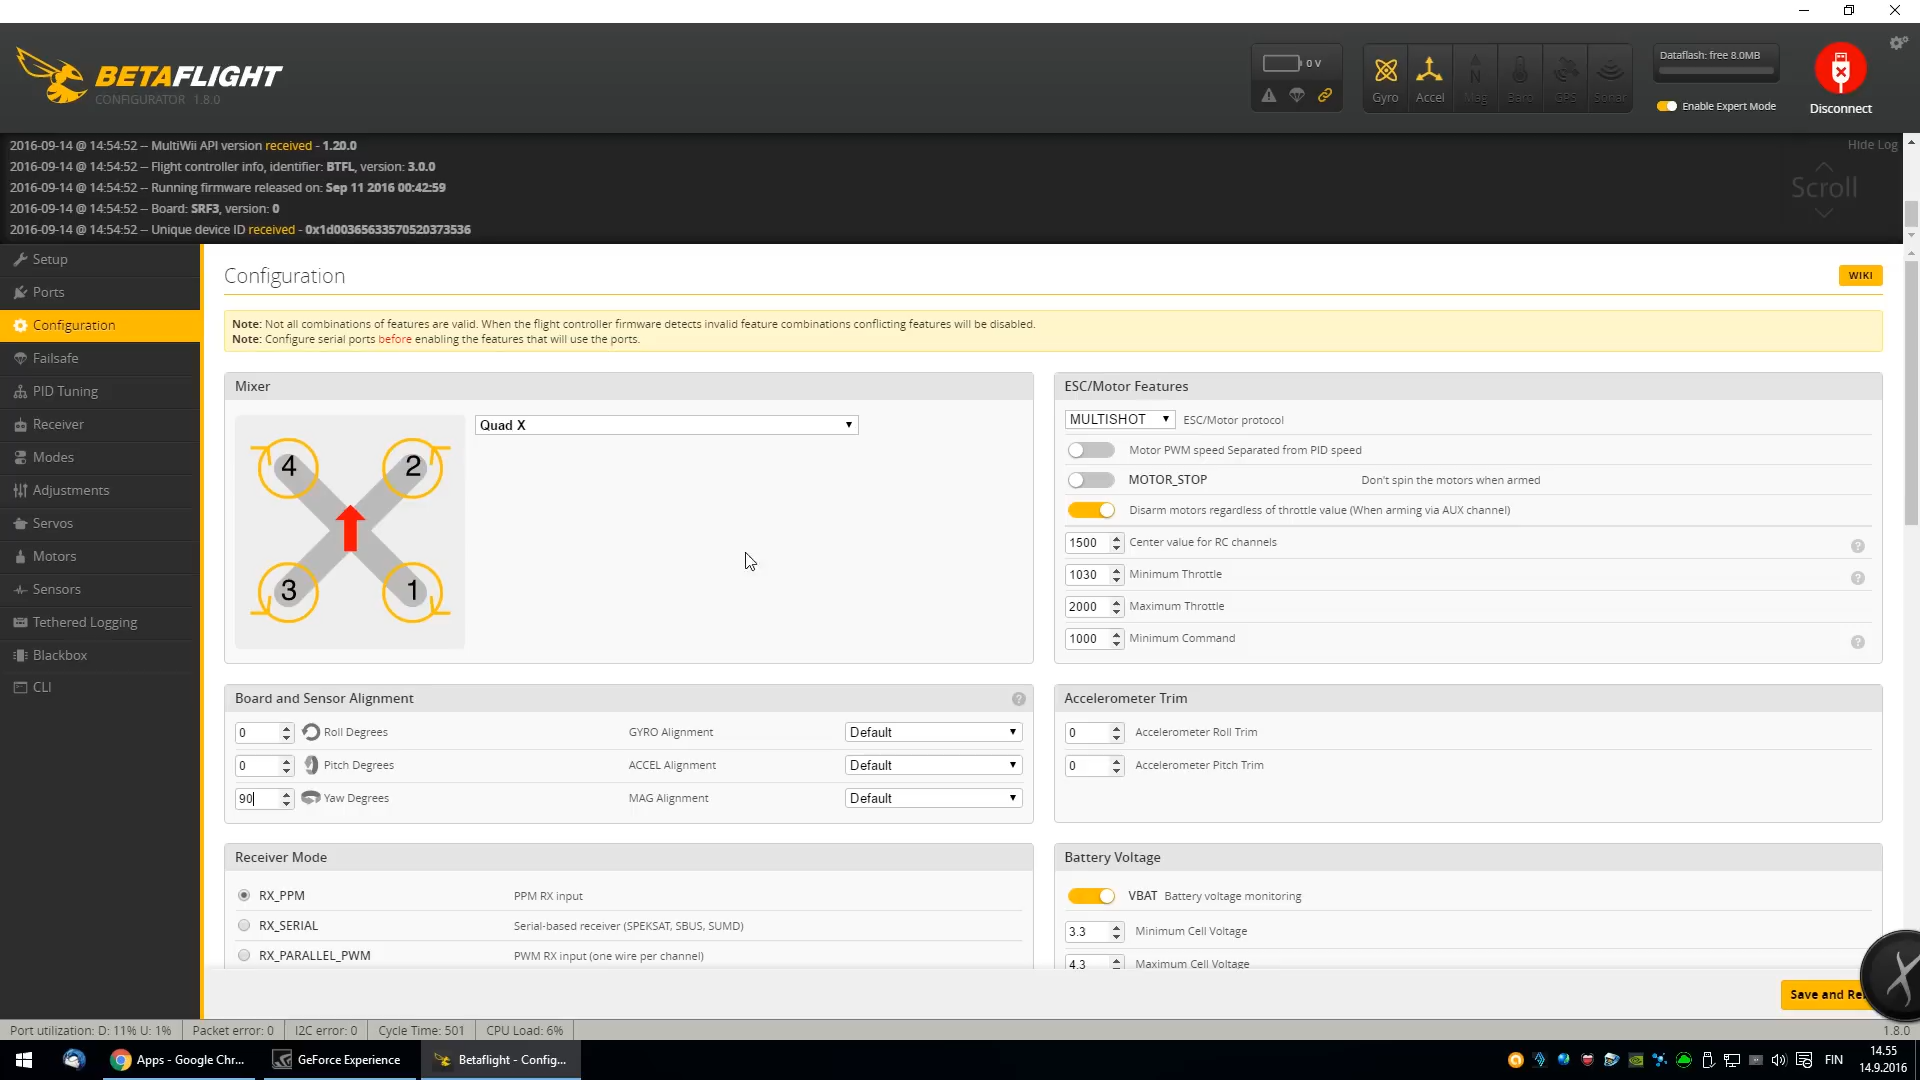 BETAFLIGHT
CONFIGURATOR 1.8.0
0 V
Gyro
Accel
Mag
Baro
GPS
Sonar
Dataflash: free 8.0MB
Enable Expert Mode
Disconnect
2016-09-14 @ 14:54:52 -- MultiWii API version received - 1.20.0
2016-09-14 @ 14:54:52 -- Flight controller info, identifier: BTFL, version: 3.0.0
2016-09-14 @ 14:54:52 -- Running firmware released on: Sep 11 2016 00:42:59
2016-09-14 @ 14:54:52 -- Board: SRF3, version: 0
2016-09-14 @ 14:54:52 -- Unique device ID received - 0x1d00365633570520373536
Hide Log
Scroll
Setup
Ports
Configuration
Failsafe
PID Tuning
Receiver
Modes
Adjustments
Servos
Motors
Sensors
Tethered Logging
Blackbox
CLI
Configuration
WIKI
Note: Not all combinations of features are valid. When the flight controller firmware detects invalid feature combinations conflicting features will be disabled.
Note: Configure serial ports before enabling the features that will use the ports.
Mixer
Quad X
4 2
3 1
ESC/Motor Features
MULTISHOT ESC/Motor protocol
Motor PWM speed Separated from PID speed
MOTOR_STOP Don't spin the motors when armed
Disarm motors regardless of throttle value (When arming via AUX channel)
1500 Center value for RC channels ?
1030 Minimum Throttle ?
2000 Maximum Throttle
1000 Minimum Command ?
Board and Sensor Alignment ?
0 Roll Degrees GYRO Alignment Default
0 Pitch Degrees ACCEL Alignment Default
90 Yaw Degrees MAG Alignment Default
Accelerometer Trim
0 Accelerometer Roll Trim
0 Accelerometer Pitch Trim
Receiver Mode
RX_PPM PPM RX input
RX_SERIAL Serial-based receiver (SPEKSAT, SBUS, SUMD)
RX_PARALLEL_PWM PWM RX input (one wire per channel)
Battery Voltage
VBAT Battery voltage monitoring
3.3 Minimum Cell Voltage
4.3 Maximum Cell Voltage
Save and Re
Port utilization: D: 11% U: 1% Packet error: 0 I2C error: 0 Cycle Time: 501 CPU Load: 6% 1.8.0
Apps - Google Chr... GeForce Experience Betaflight - Config... FIN 14.55
14.9.2016